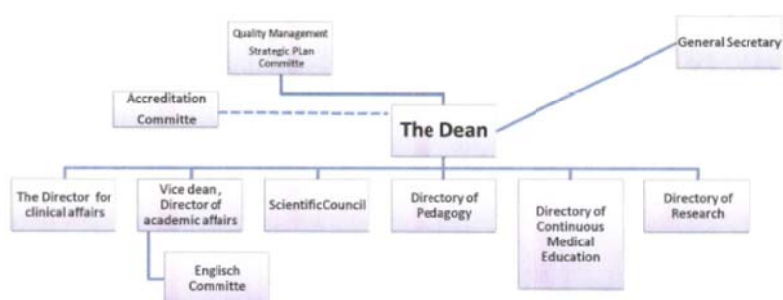 Quality Management
Strategic PLan
Committe
General Secretary
Accreditation
Committe
The Dean
The Director for
clinical affairs
Vice dean,
Director of
academic affairs
ScientificCouncil
Directory of
Pedagogy
Directory of
Continuous
Medical
Education
Directory of
Research
Englisch
Committe